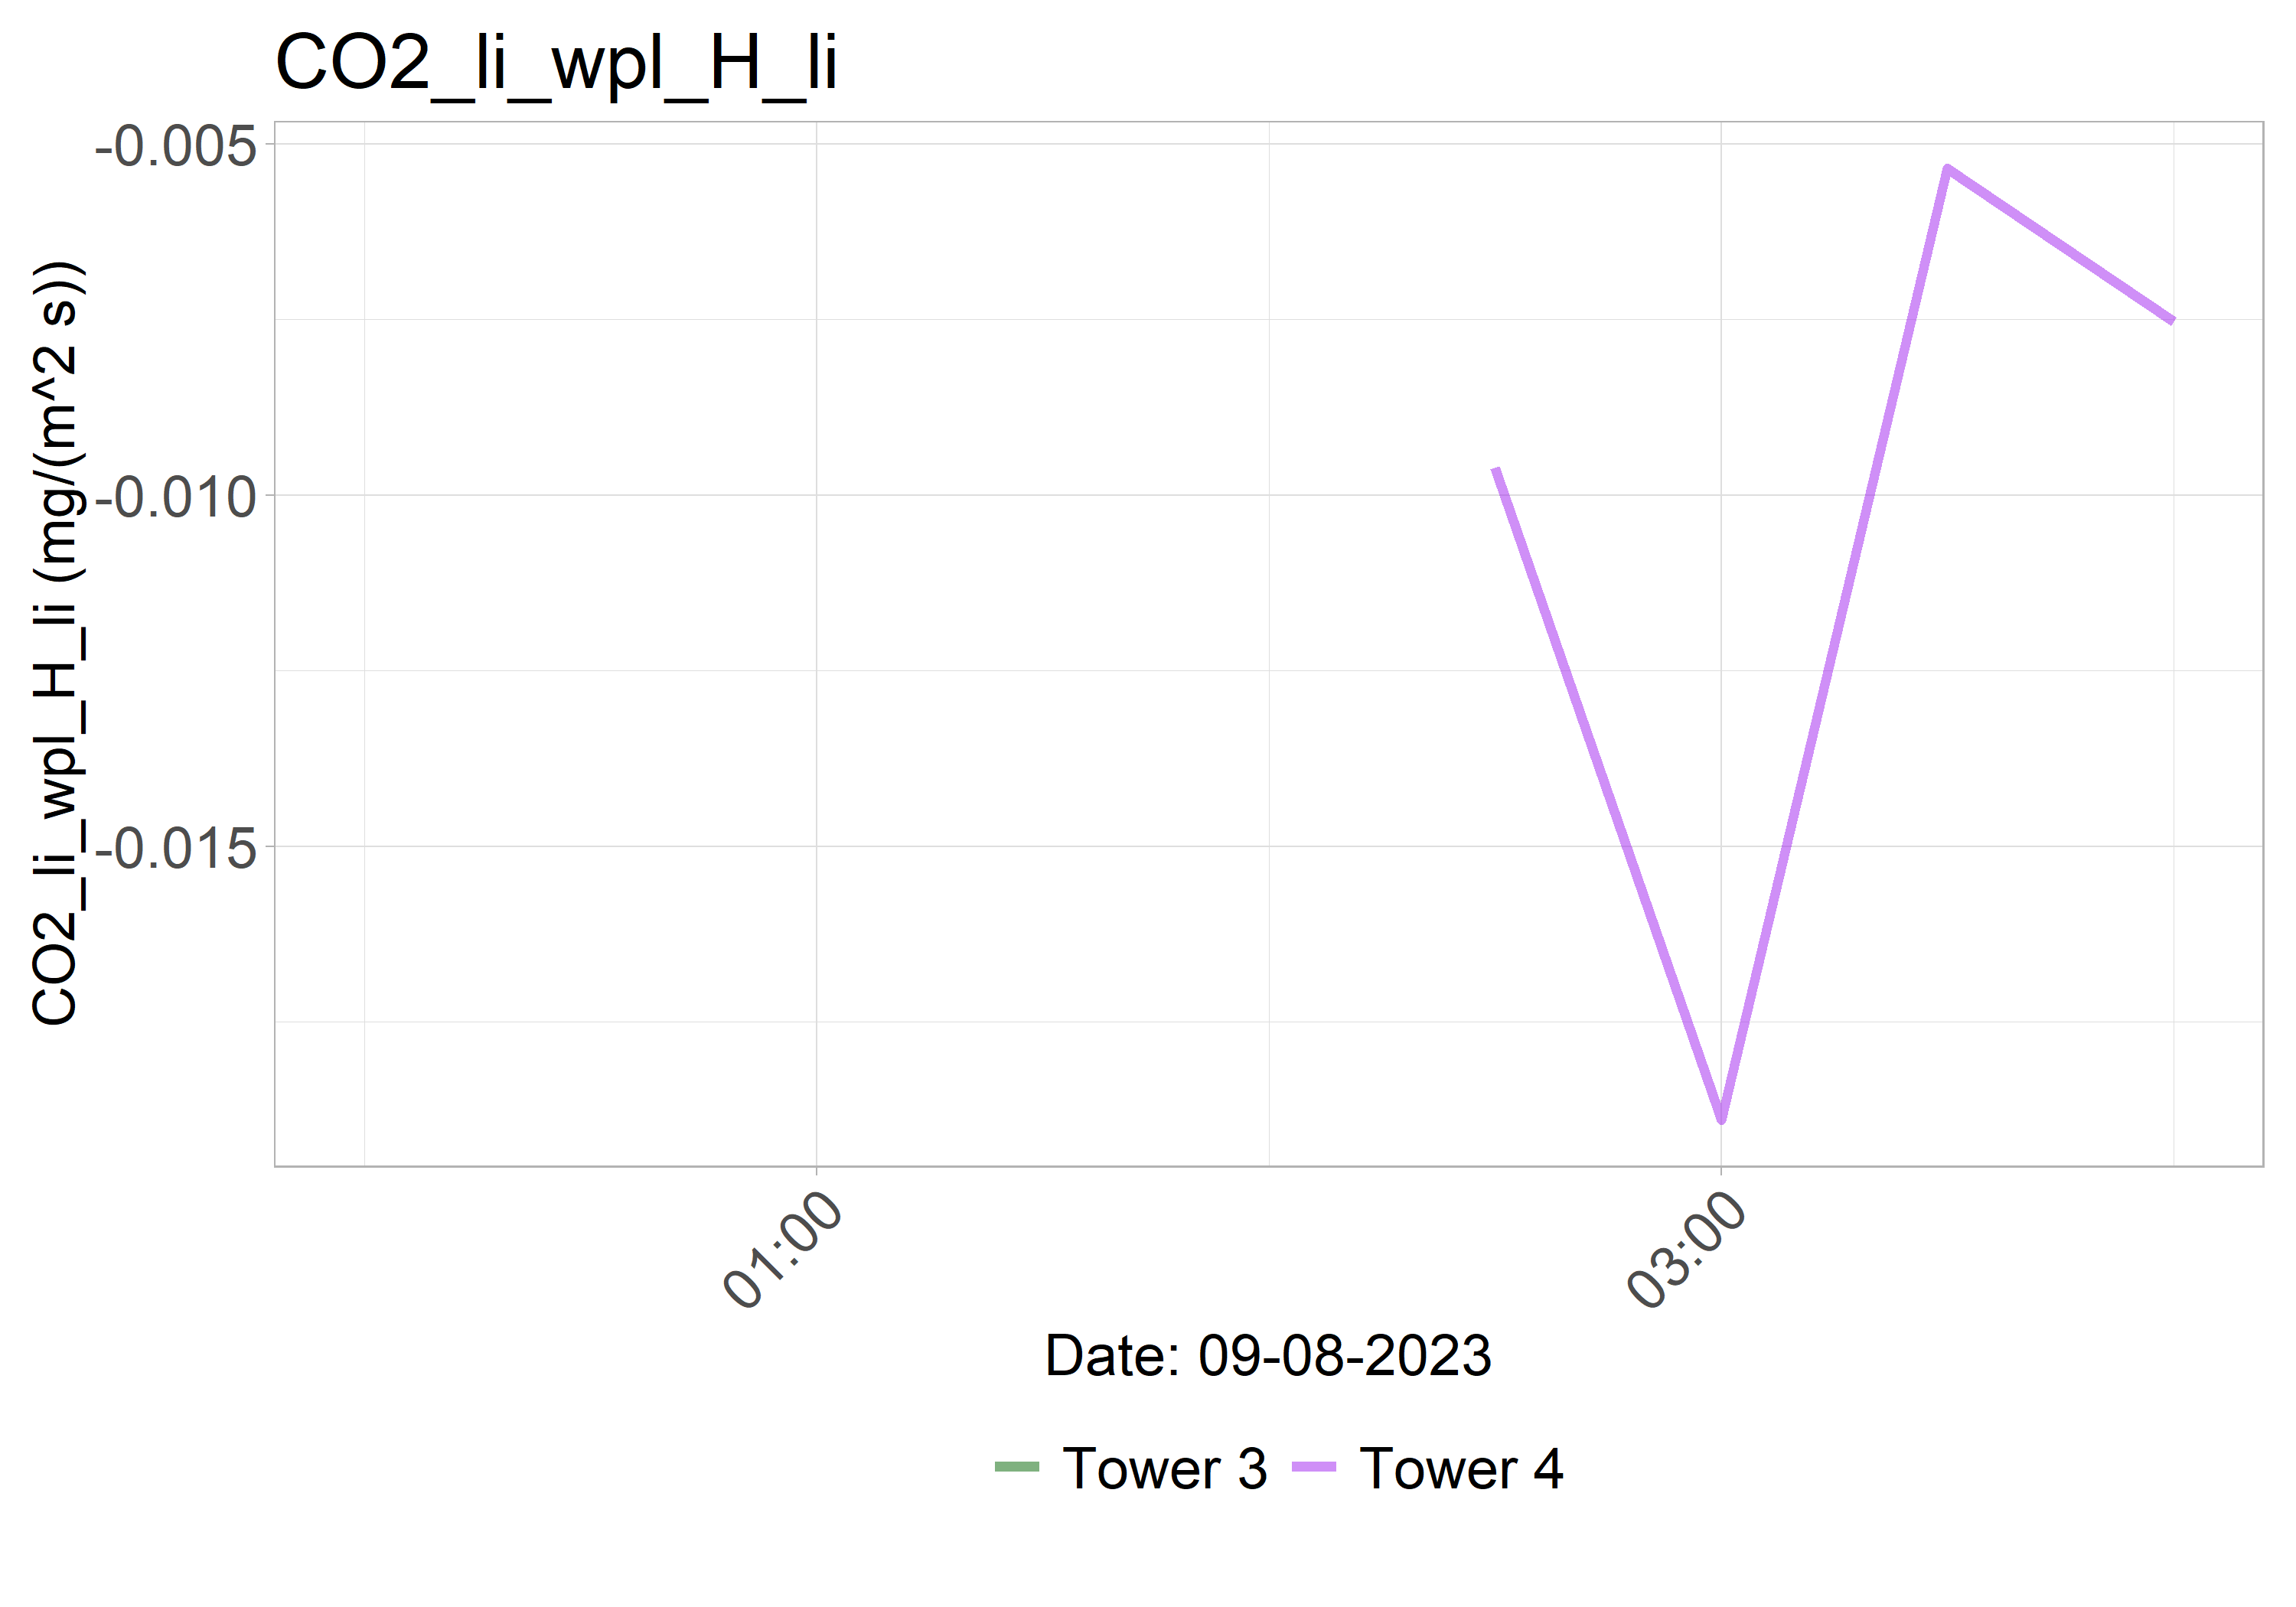 CO2_li_wpl_H_li
CO2_li_wpl_H_li (mg/(m^2 s))
-0.005
-0.010
-0.015
01:00
03:00
Date: 09-08-2023
Tower 3
Tower 4